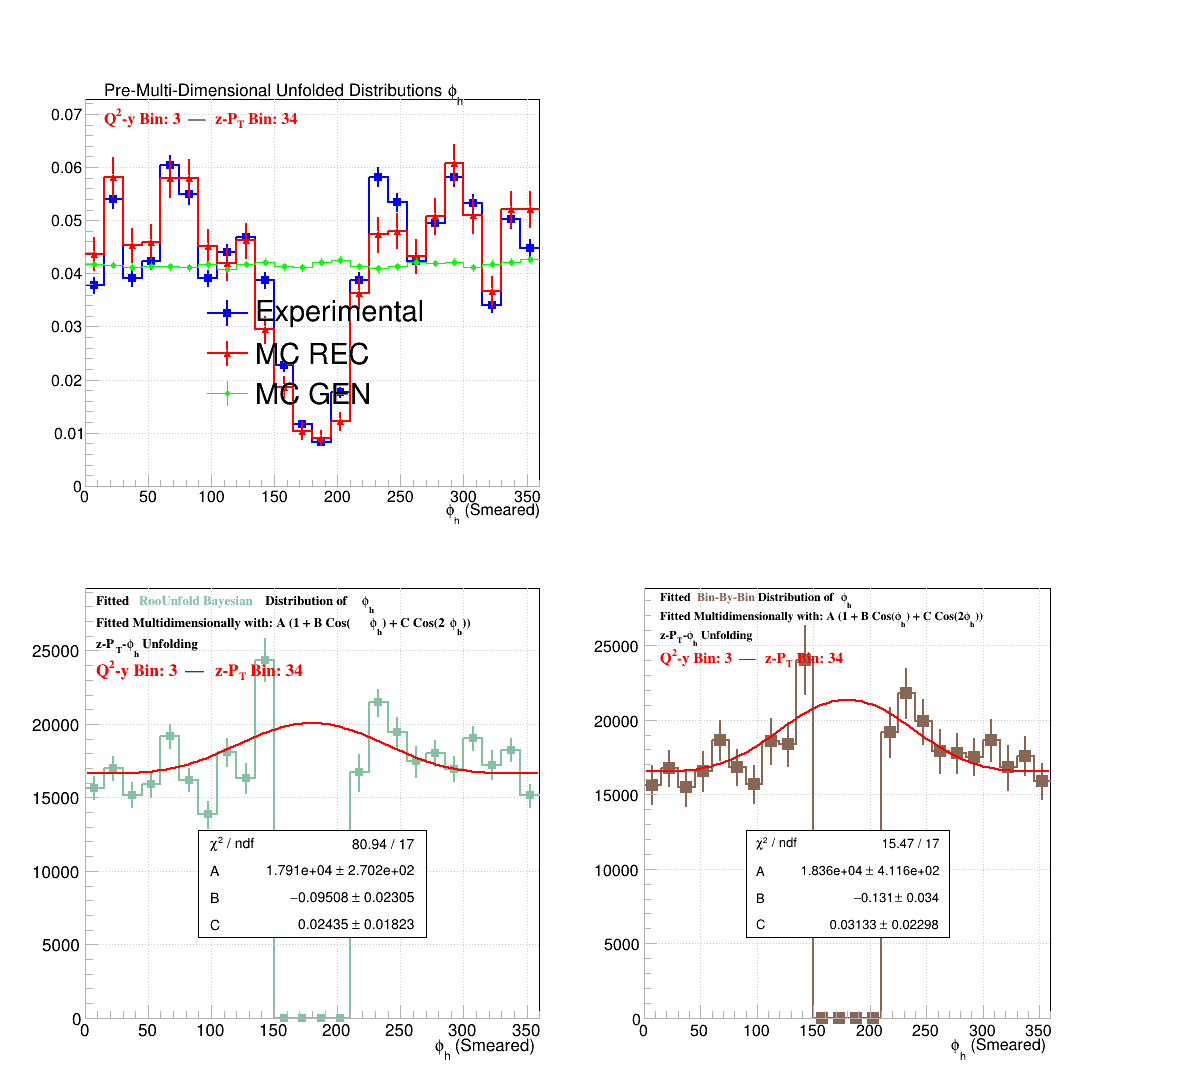 Pre-Multi-Dimensional Unfolded Distributions ϕh
Q2-y Bin: 3 — z-PT Bin: 34
0.07
0.06
0.05
0.04
0.03
0.02
0.01
0
Experimental
MC REC
MC GEN
0 50 100 150 200 250 300 350
ϕh (Smeared)
Fitted RooUnfold Bayesian Distribution of ϕh
Fitted Multidimensionally with: A (1 + B Cos( ϕh) + C Cos(2 ϕh))
z-PT-ϕh Unfolding
Q2-y Bin: 3 — z-PT Bin: 34
25000
20000
15000
10000
5000
0
χ2 / ndf 80.94 / 17
A 1.791e+04 ± 2.702e+02
B −0.09508 ± 0.02305
C 0.02435 ± 0.01823
0 50 100 150 200 250 300 350
ϕh (Smeared)
Fitted Bin-By-Bin Distribution of ϕh
Fitted Multidimensionally with: A (1 + B Cos(ϕh) + C Cos(2ϕh))
z-PT-ϕh Unfolding
Q2-y Bin: 3 — z-PT Bin: 34
25000
20000
15000
10000
5000
0
χ2 / ndf 15.47 / 17
A 1.836e+04 ± 4.116e+02
B −0.131 ± 0.034
C 0.03133 ± 0.02298
0 50 100 150 200 250 300 350
ϕh (Smeared)